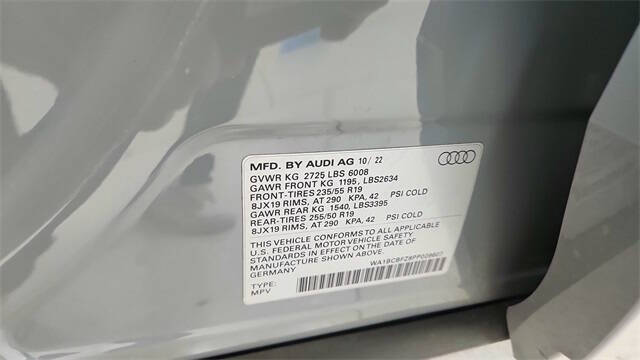 MFD. BY AUDI AG 10/ 22
GVWR KG 2725 LBS 6008
GAWR FRONT KG 1195, LBS2634
FRONT-TIRES 235/55 R19
8JX19 RIMS, AT 290 KPA, 42 PSI COLD
GAWR REAR KG 1540, LBS3395
REAR-TIRES 255/50 R19
8JX19 RIMS, AT 290 KPA, 42 PSI COLD
THIS VEHICLE CONFORMS TO ALL APPLICABLE
U.S. FEDERAL MOTOR VEHICLE SAFETY
STANDARDS IN EFFECT ON THE DATE OF
MANUFACTURE SHOWN ABOVE.
GERMANY
TYPE:
MPV